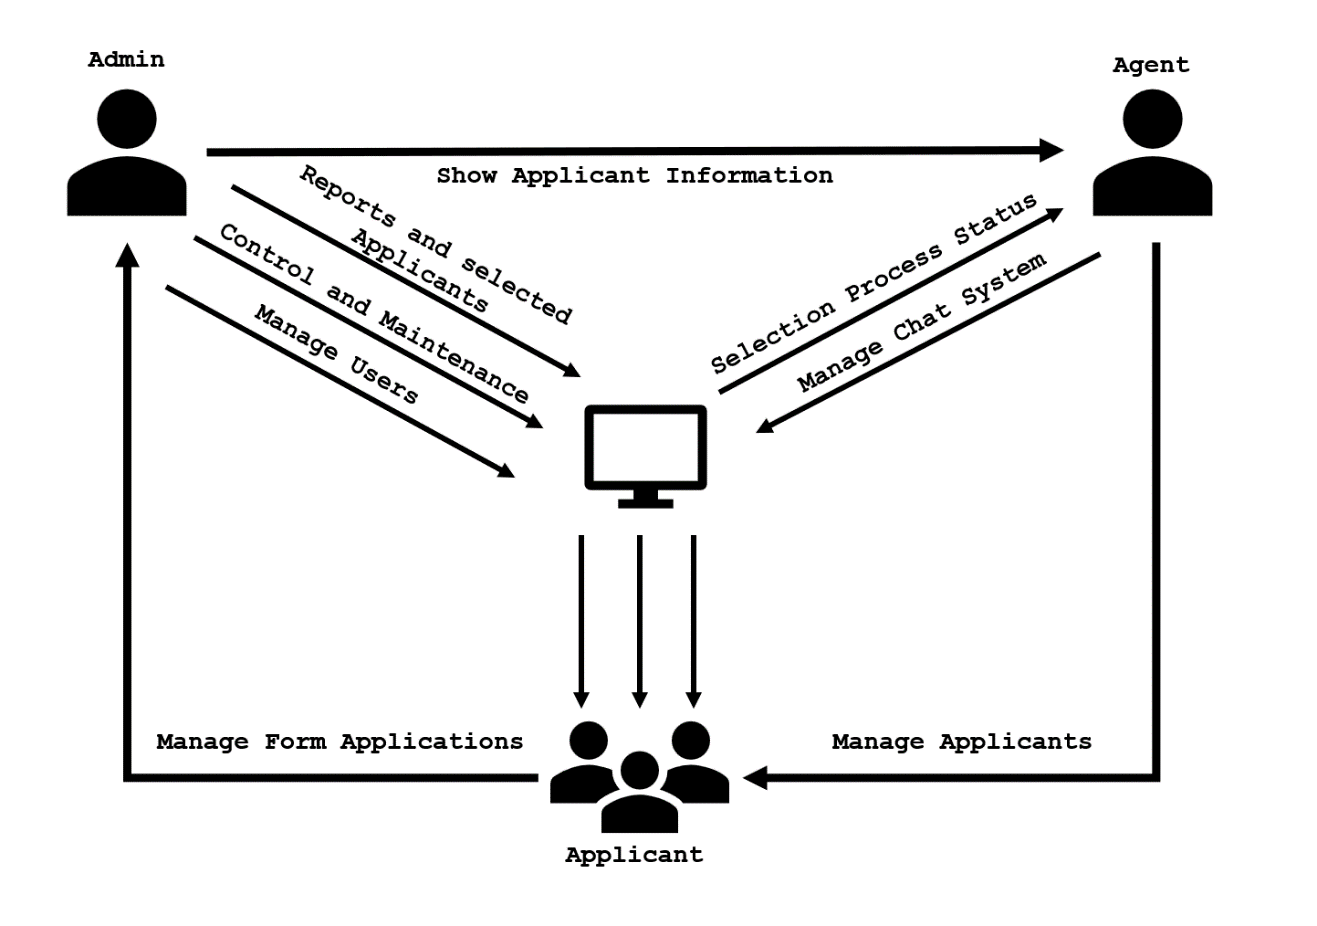 Admin
Agent
Show Applicant Information
Reports and selected
Applicants
Control and Maintenance
Manage Users
Selection Process Status
Manage Chat System
Manage Form Applications
Manage Applicants
Applicant